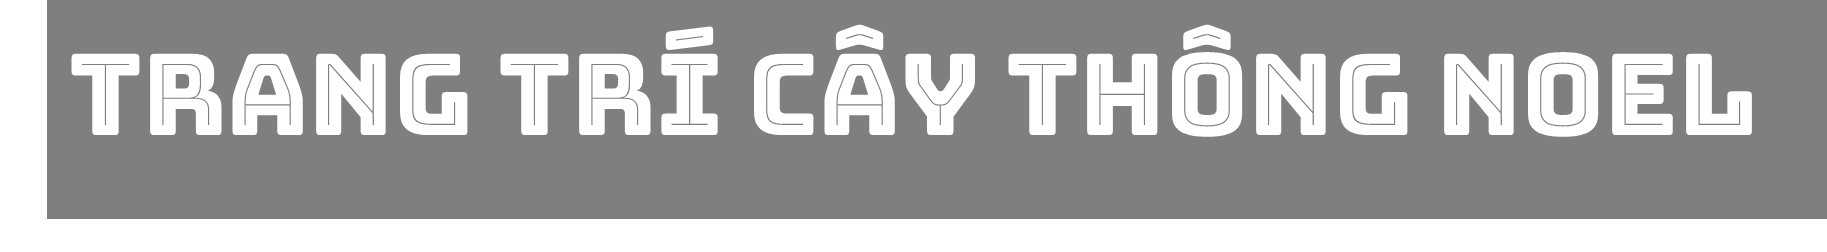 TRANG TRÍ CÂY THÔNG NOEL